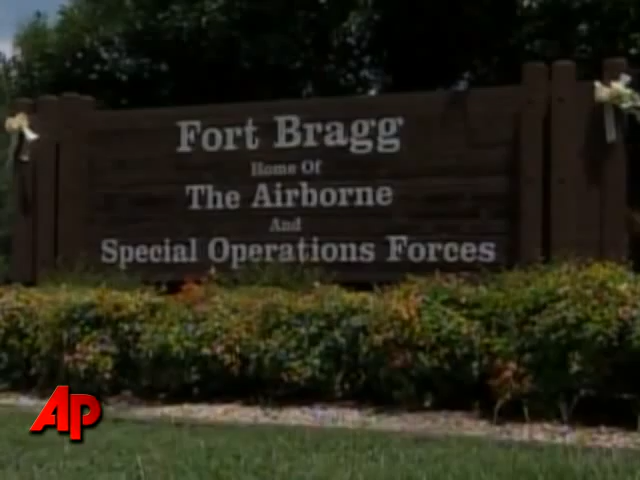 Fort Bragg
Home Of
The Airborne
And
Special Operations Forces
AP